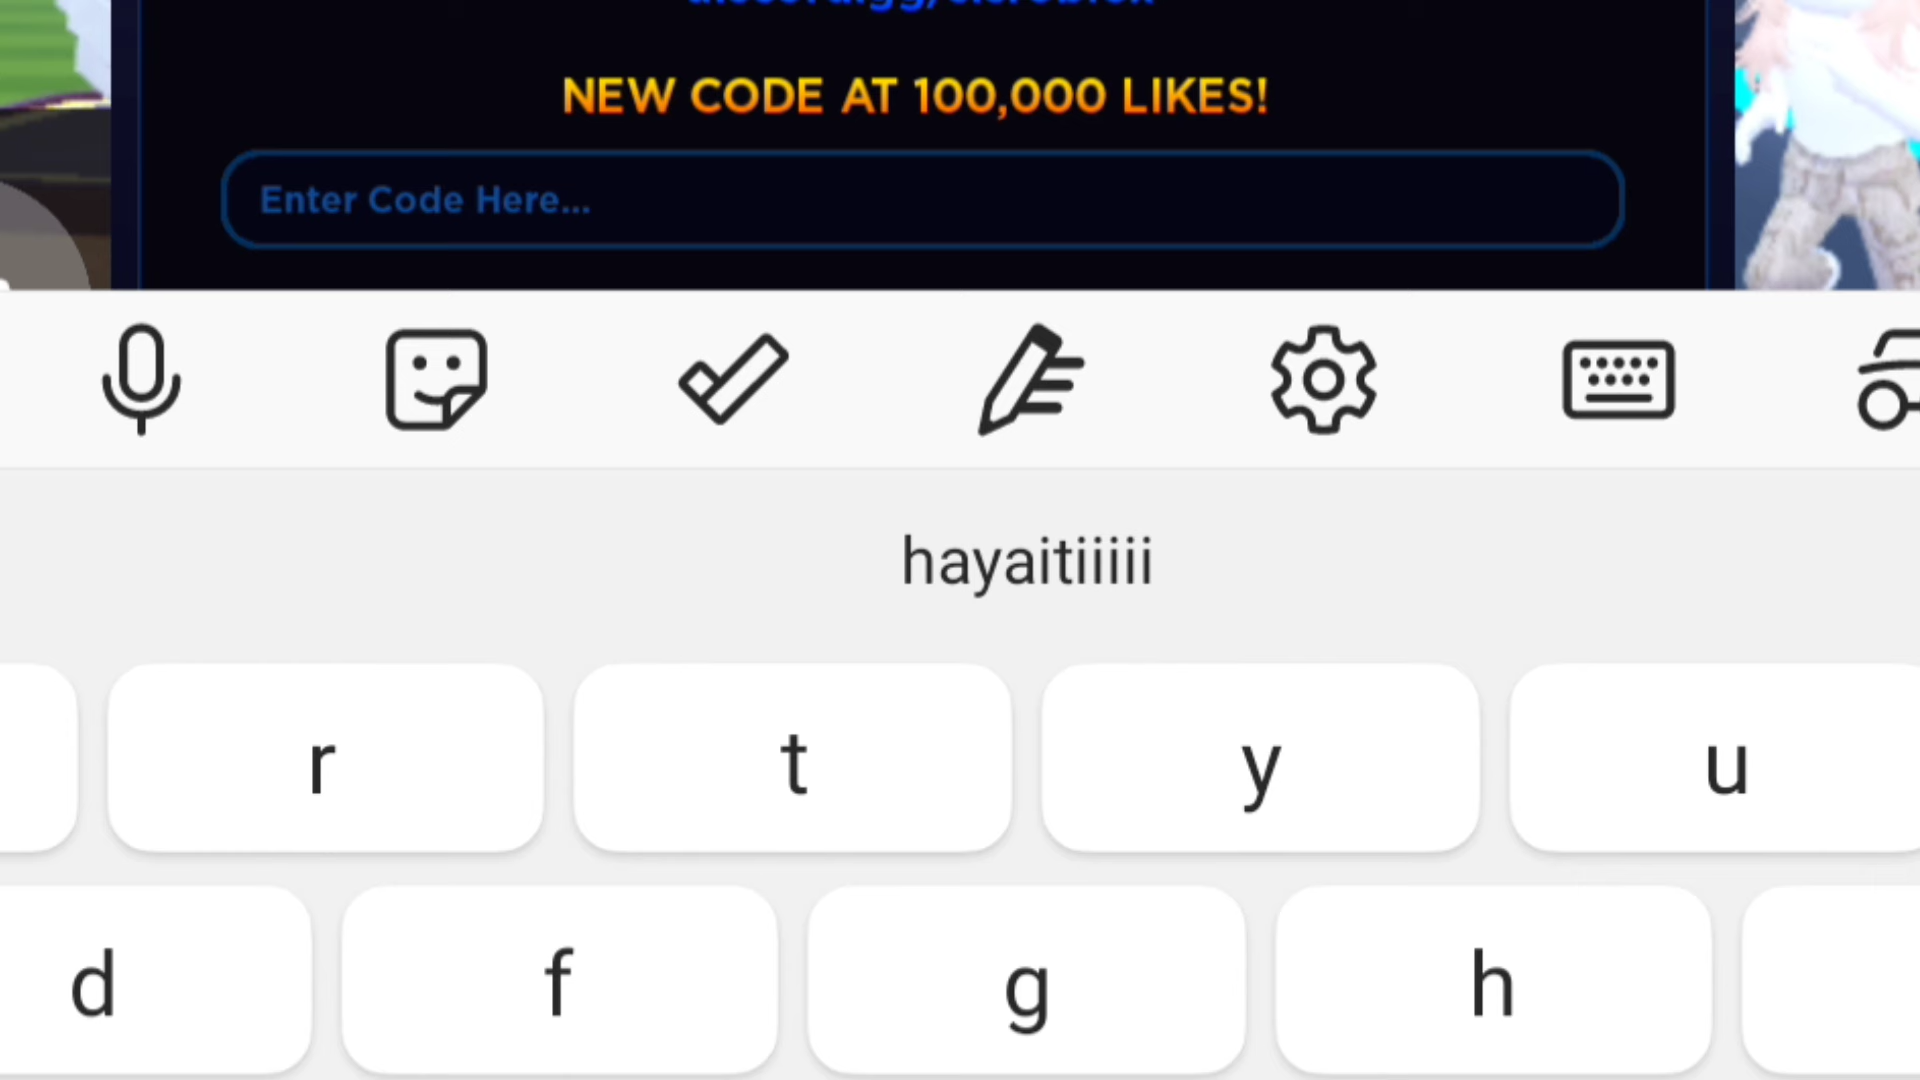 NEW CODE AT 100,000 LIKES!
Enter Code Here...
hayaitiiiii
r t y u
d f g h